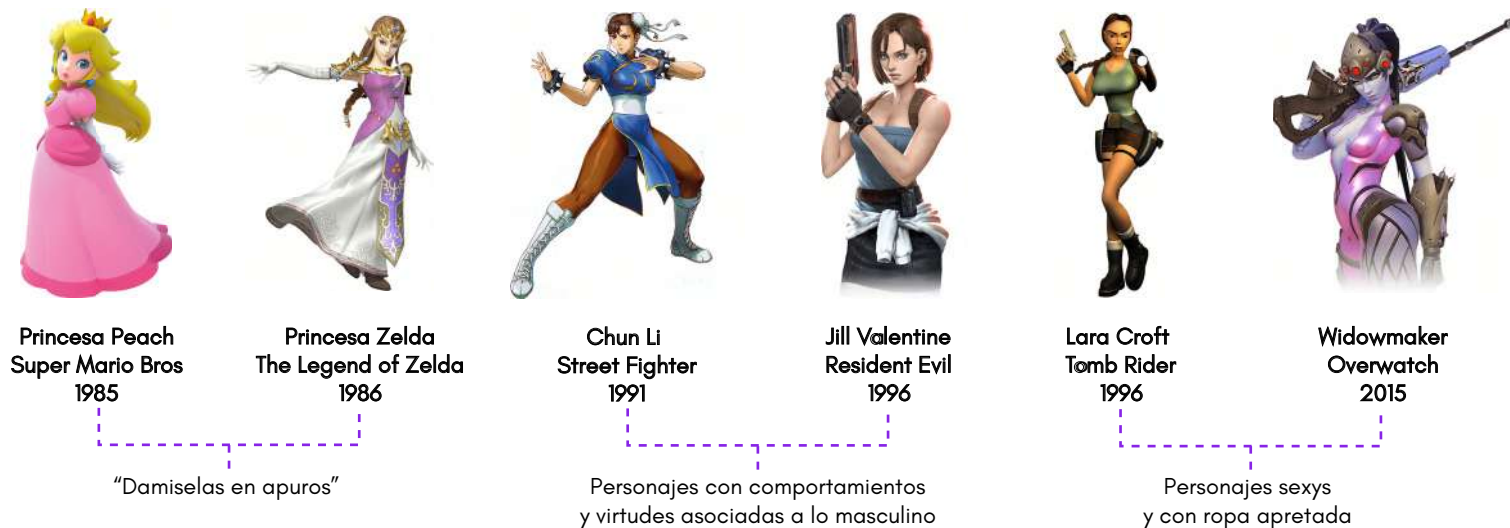 Princesa Peach
Super Mario Bros
1985
Princesa Zelda
The Legend of Zelda
1986
Chun Li
Street Fighter
1991
Jill Valentine
Resident Evil
1996
Lara Croft
Tomb Rider
1996
Widowmaker
Overwatch
2015
“Damiselas en apuros”
Personajes con comportamientos
y virtudes asociadas a lo masculino
Personajes sexys
y con ropa apretada